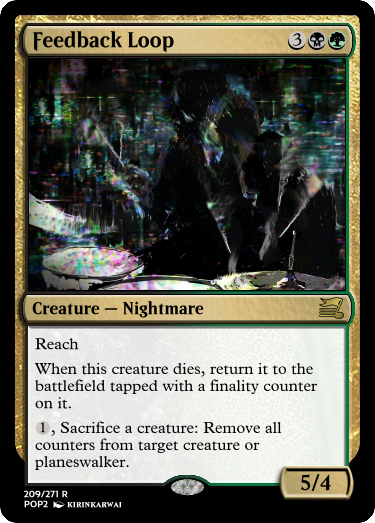 Feedback Loop 3
Creature — Nightmare
Reach
When this creature dies, return it to the
battlefield tapped with a finality counter
on it.
1, Sacrifice a creature: Remove all
counters from target creature or
planeswalker.
5/4
209/271 R
POP2 KIRINKARWAI